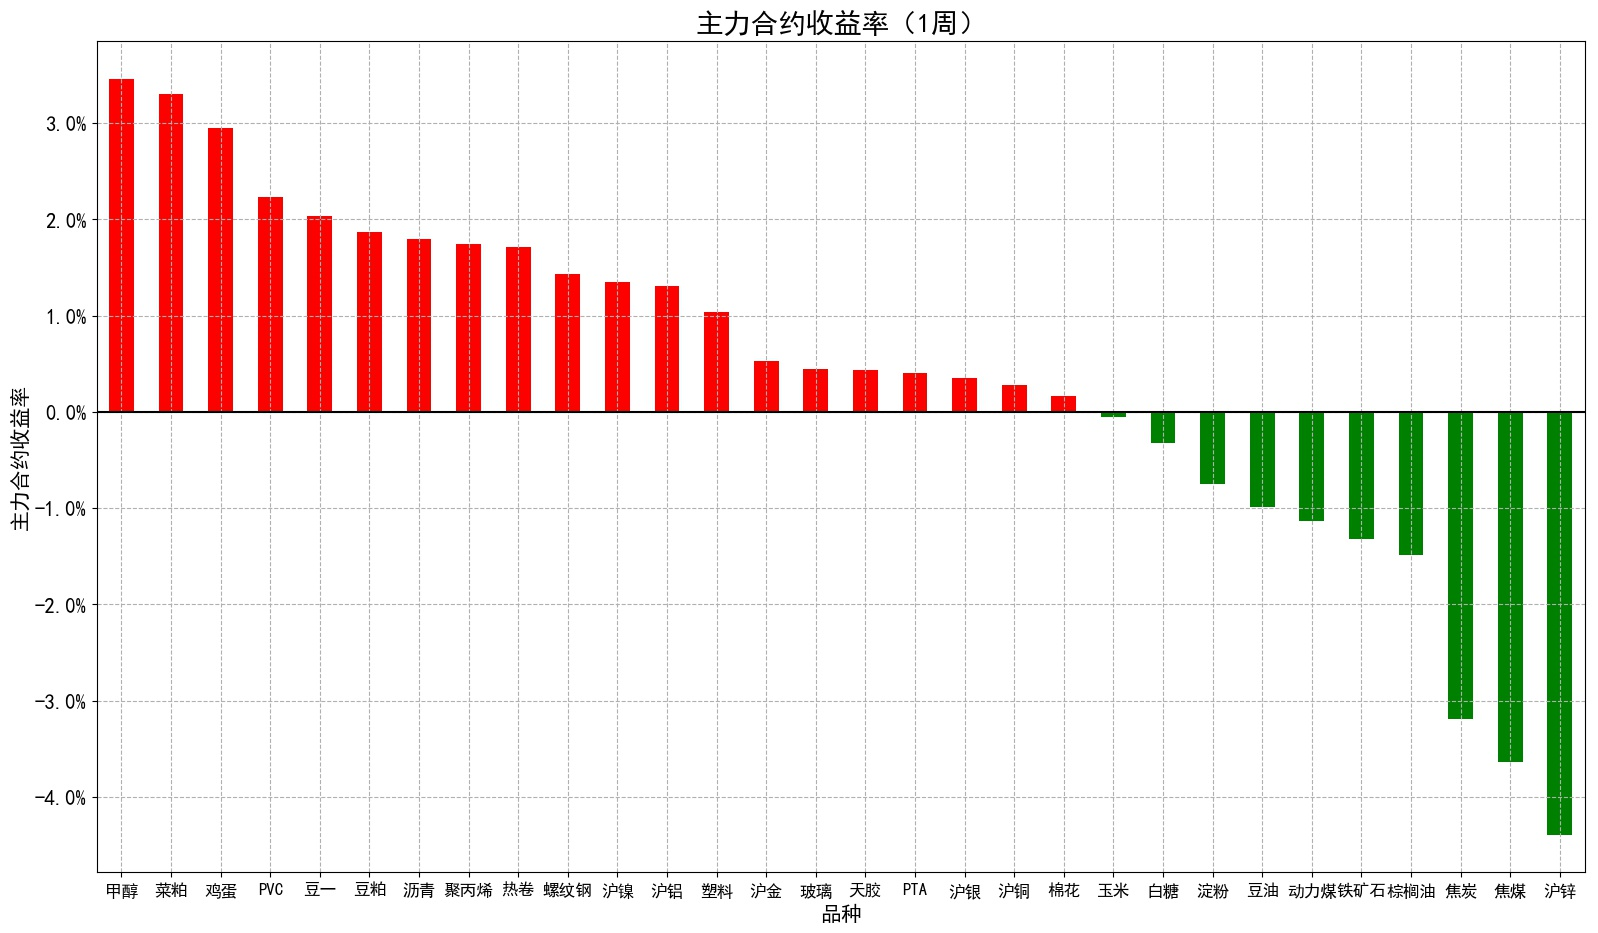 主力合约收益率（1周）
主力合约收益率
3.0%
2.0%
1.0%
0.0%
-1.0%
-2.0%
-3.0%
-4.0%
甲醇 菜粕 鸡蛋 PVC 豆一 豆粕 沥青 聚丙烯 热卷 螺纹钢 沪镍 沪铝 塑料 沪金 玻璃 天胶 PTA 沪银 沪铜 棉花 玉米 白糖 淀粉 豆油 动力煤 铁矿石 棕榈油 焦炭 焦煤 沪锌
品种